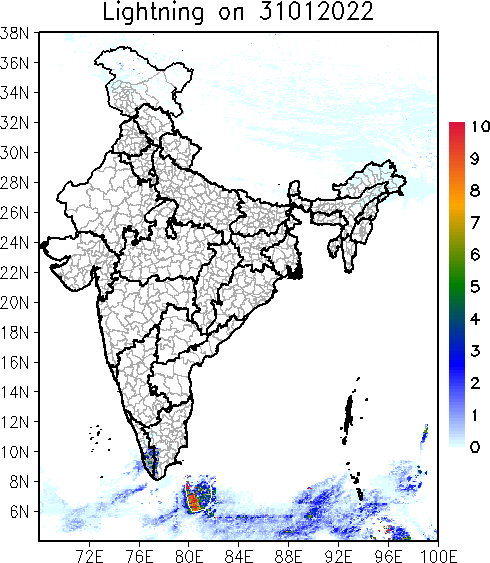 Lightning on 31012022
38N
36N
34N
32N
30N
28N
26N
24N
22N
20N
18N
16N
14N
12N
10N
8N
6N
72E 76E 80E 84E 88E 92E 96E 100E
10
9
8
7
6
5
4
3
2
1
0